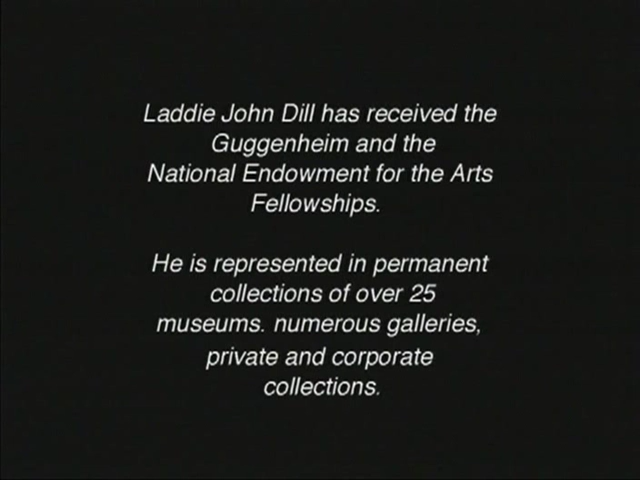 Laddie John Dill has received the
Guggenheim and the
National Endowment for the Arts
Fellowships.
He is represented in permanent
collections of over 25
museums. numerous galleries,
private and corporate
collections.